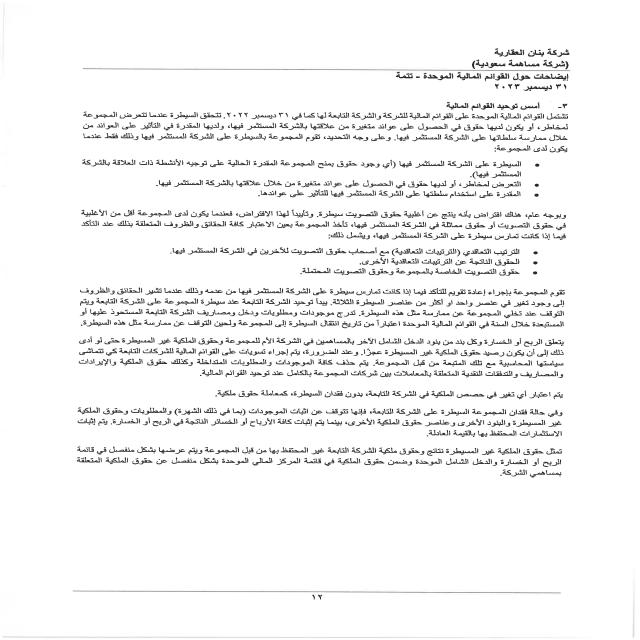 شركة بنان العقارية
(شركة مساهمة سعودية)
إيضاحات حول القوائم المالية الموحدة - تتمة
٣١ ديسمبر ٢٠٢٣
٣- أسس توحيد القوائم المالية
تشتمل القوائم المالية الموحدة على القوائم المالية للشركة والشركة التابعة لها كما في ٣١ ديسمبر ٢٠٢٢. تتحقق السيطرة عندما تتعرض المجموعة
لمخاطر، أو يكون لديها حقوق في الحصول على عوائد متغيرة من علاقتها بالشركة المستثمر فيها، ولديها المقدرة في التأثير على العوائد من
خلال ممارسة سلطاتها على الشركة المستثمر فيها. وعلى وجه التحديد، تقوم المجموعة بالسيطرة على الشركة المستثمر فيها وذلك فقط عندما
يكون لدى المجموعة:
• السيطرة على الشركة المستثمر فيها (أي وجود حقوق بمنح المجموعة المقدرة الحالية على توجيه الأنشطة ذات العلاقة بالشركة
المستثمر فيها).
• التعرض لمخاطر، أو لديها حقوق في الحصول على عوائد متغيرة من خلال علاقتها بالشركة المستثمر فيها.
• المقدرة على استخدام سلطتها على الشركة المستثمر فيها للتأثير على عوائدها.
وبوجه عام، هناك افتراض بأنه ينتج عن أغلبية حقوق التصويت سيطرة. وتأييداً لهذا الافتراض، فعندما يكون لدى المجموعة أقل من الأغلبية
في حقوق التصويت أو حقوق مماثلة في الشركة المستثمر فيها، تأخذ المجموعة بعين الاعتبار كافة الحقائق والظروف المتعلقة بذلك عند التأكد
فيما إذا كانت تمارس سيطرة على الشركة المستثمر فيها، ويشمل ذلك:
• الترتيب التعاقدي (الترتيبات التعاقدية) مع أصحاب حقوق التصويت للآخرين في الشركة المستثمر فيها.
• الحقوق الناتجة عن الترتيبات التعاقدية الأخرى.
• حقوق التصويت الخاصة بالمجموعة وحقوق التصويت المحتملة.
تقوم المجموعة بإجراء إعادة تقويم للتأكد فيما إذا كانت تمارس سيطرة على الشركة المستثمر فيها من عدمه وذلك عندما تشير الحقائق والظروف
إلى وجود تغير في عنصر واحد أو أكثر من عناصر السيطرة الثلاثة. يبدأ توحيد الشركة التابعة عند سيطرة المجموعة على الشركة التابعة ويتم
التوقف عند تخلي المجموعة عن ممارسة مثل هذه السيطرة. تدرج موجودات ومطلوبات ودخل ومصاريف الشركة التابعة المستحوذ عليها أو
المستبعدة خلال السنة في القوائم المالية الموحدة اعتباراً من تاريخ انتقال السيطرة إلى المجموعة ولحين التوقف عن ممارسة مثل هذه السيطرة.
يتعلق الربح أو الخسارة وكل بند من بنود الدخل الشامل الآخر بالمساهمين في الشركة الأم للمجموعة وحقوق الملكية غير المسيطرة حتى لو أدى
ذلك إلى أن يكون رصيد حقوق الملكية غير المسيطرة عجزًا. وعند الضرورة، يتم إجراء تسويات على القوائم المالية للشركات التابعة كي تتماشى
سياستها المحاسبية مع تلك المتبعة من قبل المجموعة. يتم حذف كافة الموجودات والمطلوبات المتداخلة وكذلك حقوق الملكية والإيرادات
والمصاريف والتدفقات النقدية المتعلقة بالمعاملات بين شركات المجموعة بالكامل عند توحيد القوائم المالية.
يتم اعتبار أي تغير في حصص الملكية في الشركة التابعة، بدون فقدان السيطرة، كمعاملة حقوق ملكية.
وفي حالة فقدان المجموعة السيطرة على الشركة التابعة، فإنها تتوقف عن اثبات الموجودات (بما في ذلك الشهرة) والمطلوبات وحقوق الملكية
غير المسيطرة والبنود الأخرى وعناصر حقوق الملكية الأخرى، بينما يتم إثبات كافة الأرباح أو الخسائر الناتجة في الربح أو الخسارة. يتم إثبات
الاستثمارات المحتفظ بها بالقيمة العادلة.
تمثل حقوق الملكية غير المسيطرة نتائج وحقوق ملكية الشركة التابعة غير المحتفظ بها من قبل المجموعة ويتم عرضها بشكل منفصل في قائمة
الربح أو الخسارة والدخل الشامل الموحدة وضمن حقوق الملكية في قائمة المركز المالي الموحدة بشكل منفصل عن حقوق الملكية المتعلقة
بمساهمي الشركة.
١٢